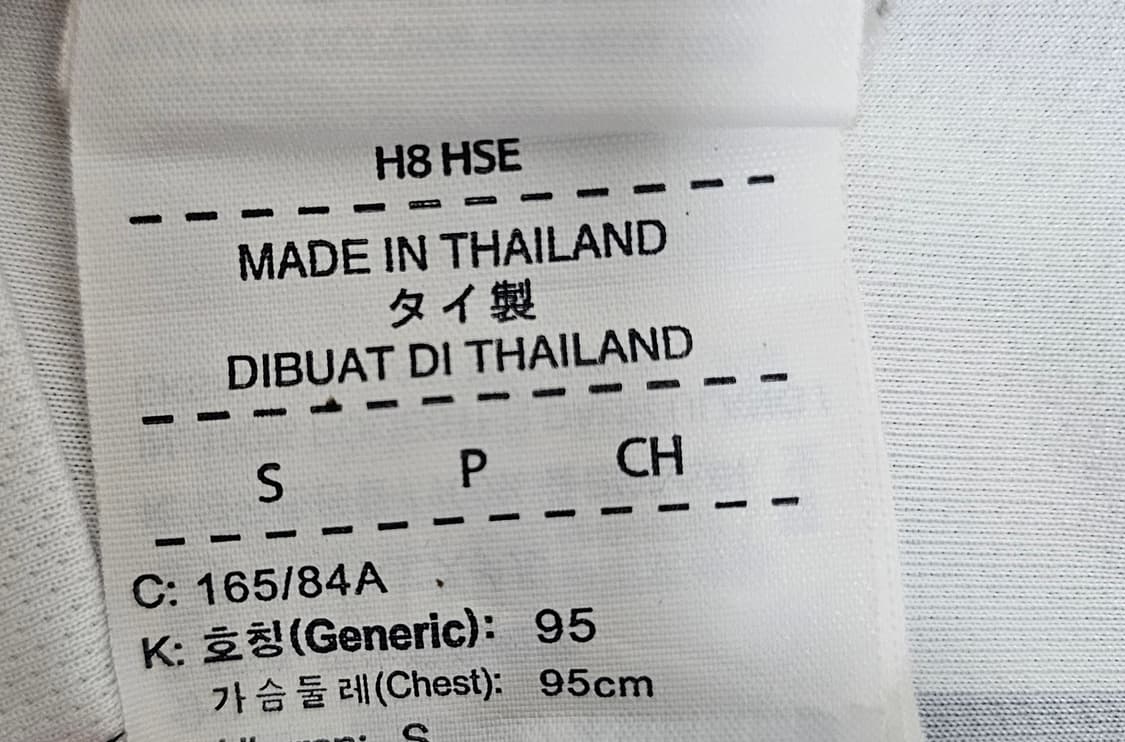 H8 HSE
MADE IN THAILAND
タイ製
DIBUAT DI THAILAND
S P CH
C: 165/84A
K: 호칭(Generic): 95
가슴둘레(Chest): 95cm
S